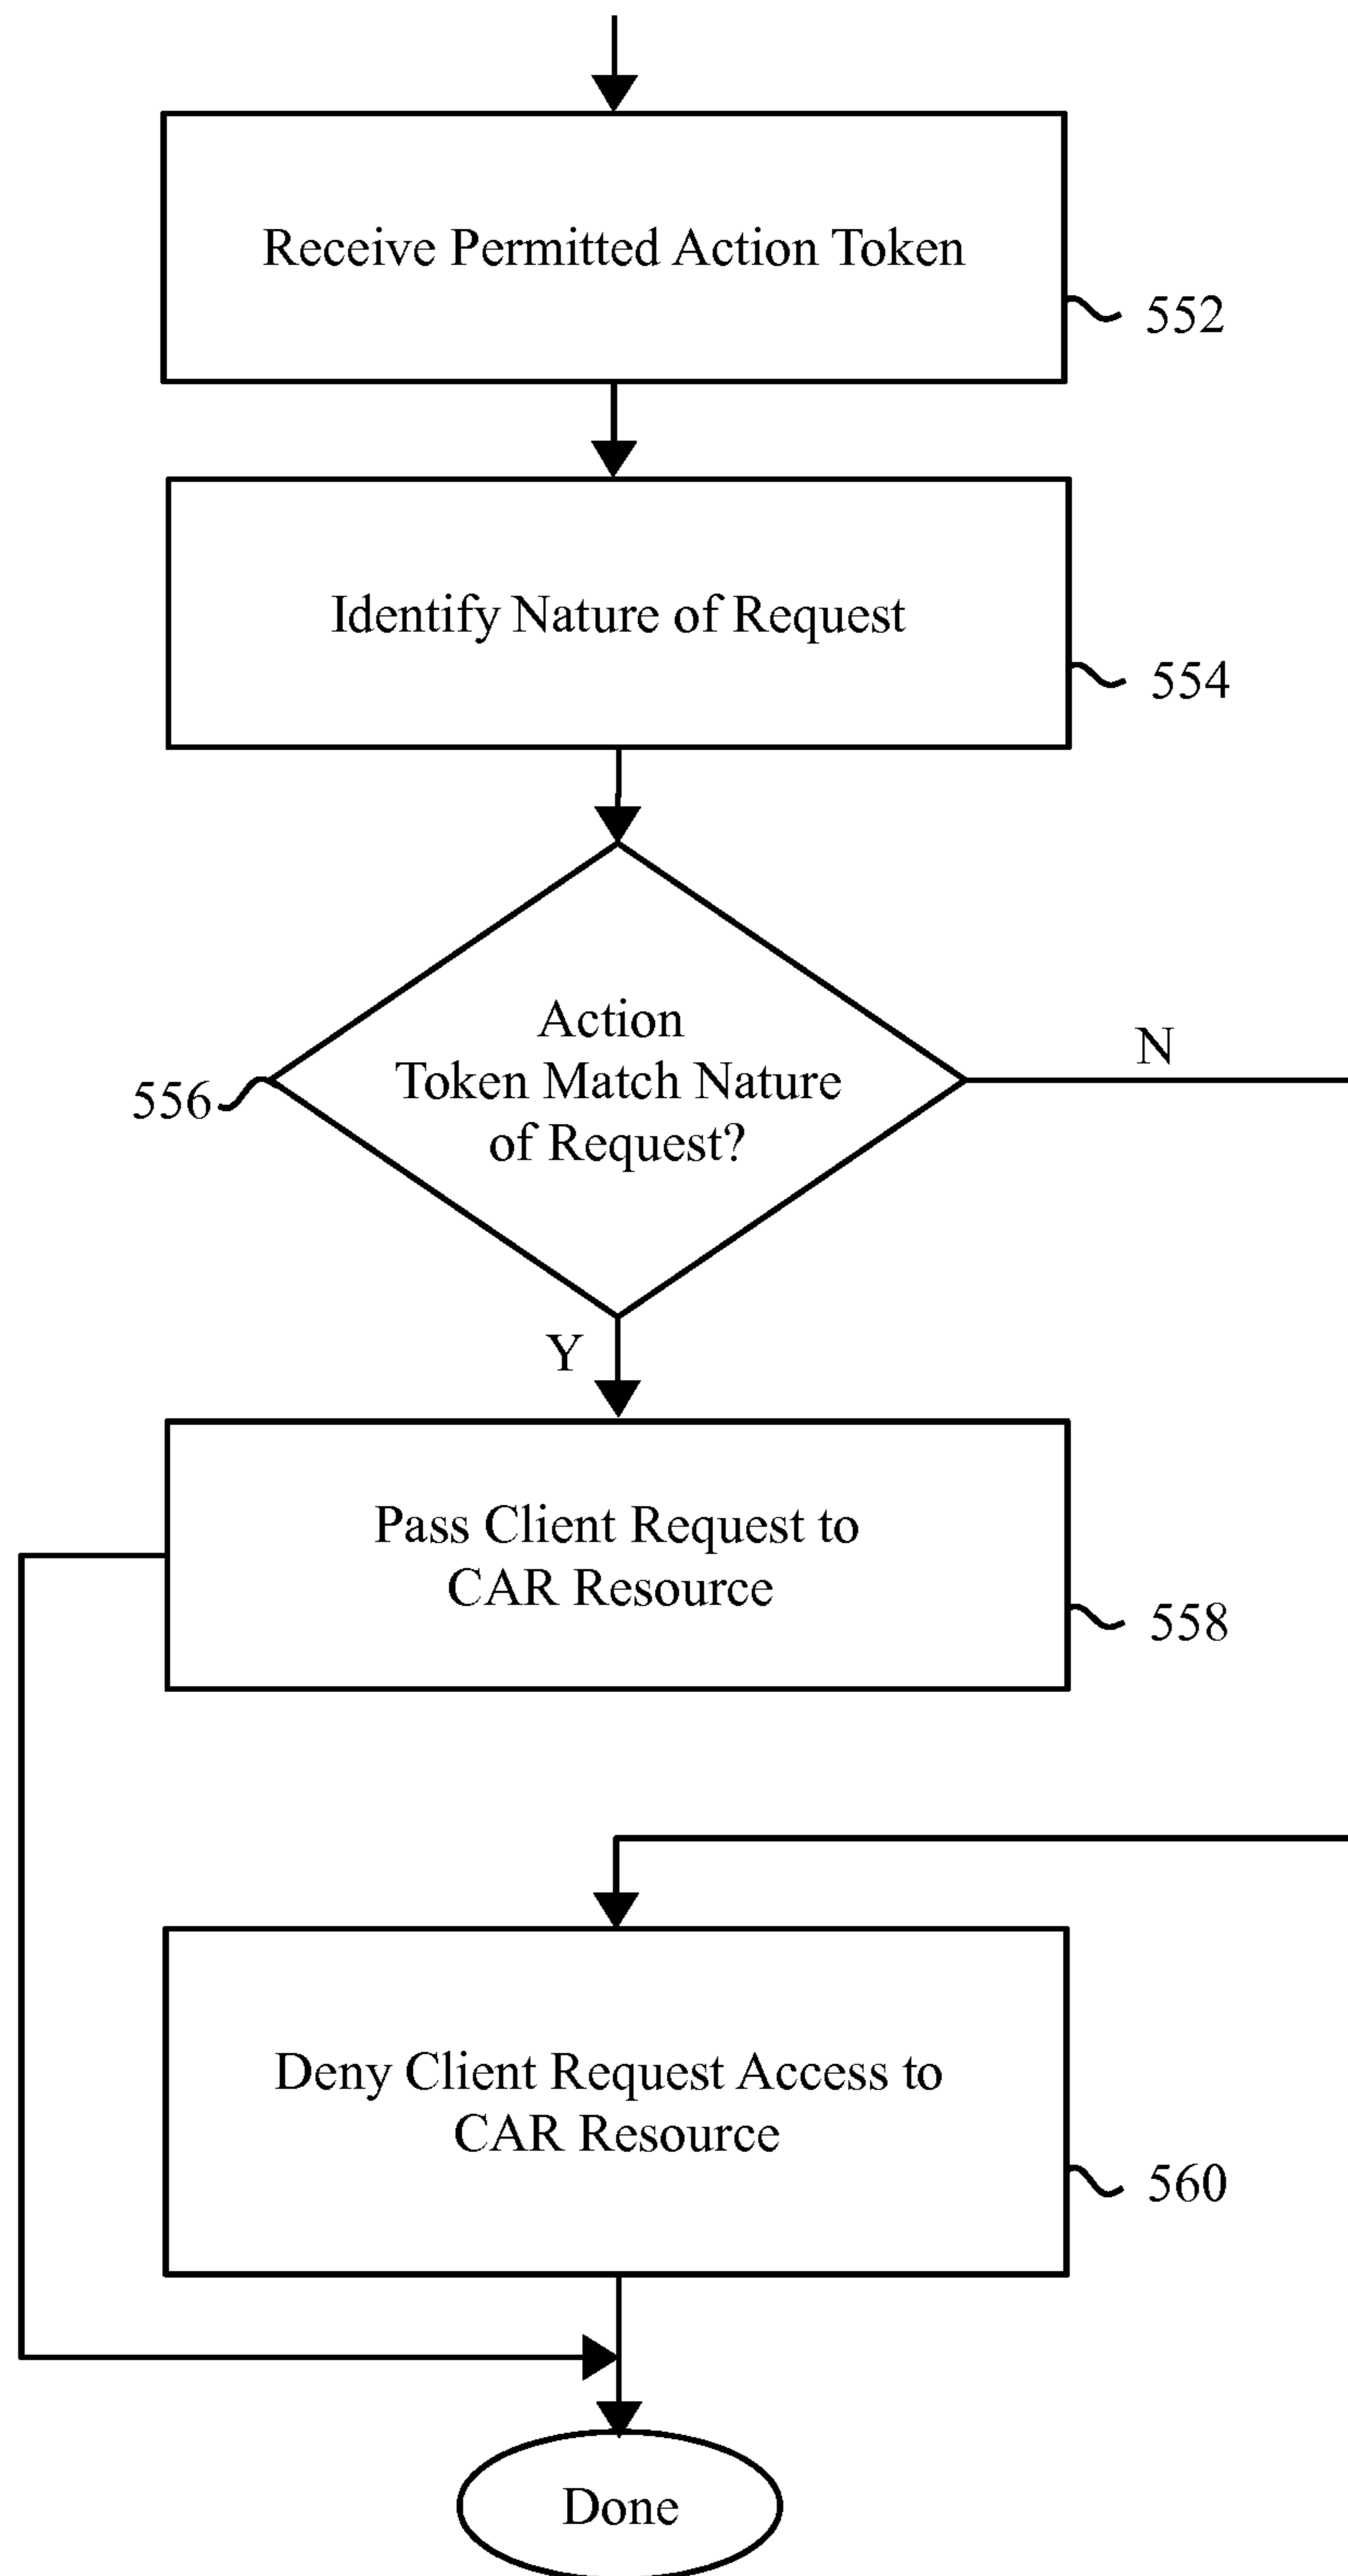 Receive Permitted Action Token
552
Identify Nature of Request
554
Action
Token Match Nature
of Request?
556
N
Y
Pass Client Request to
CAR Resource
558
Deny Client Request Access to
CAR Resource
560
Done